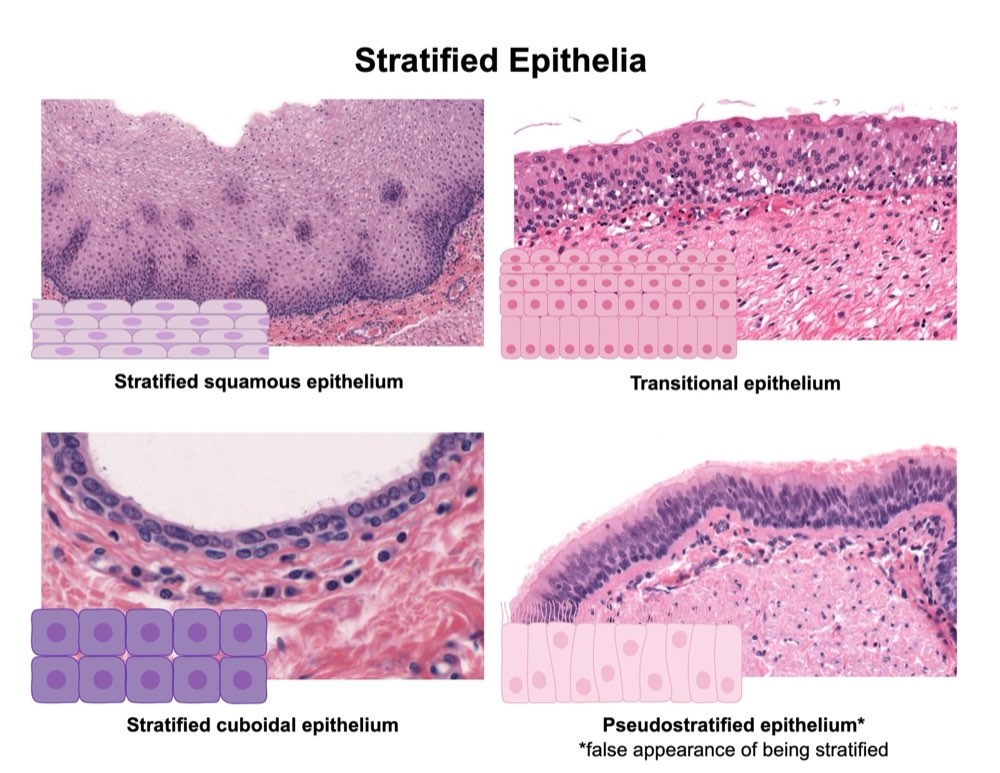 Stratified Epithelia
Stratified squamous epithelium
Transitional epithelium
Stratified cuboidal epithelium
Pseudostratified epithelium*
*false appearance of being stratified